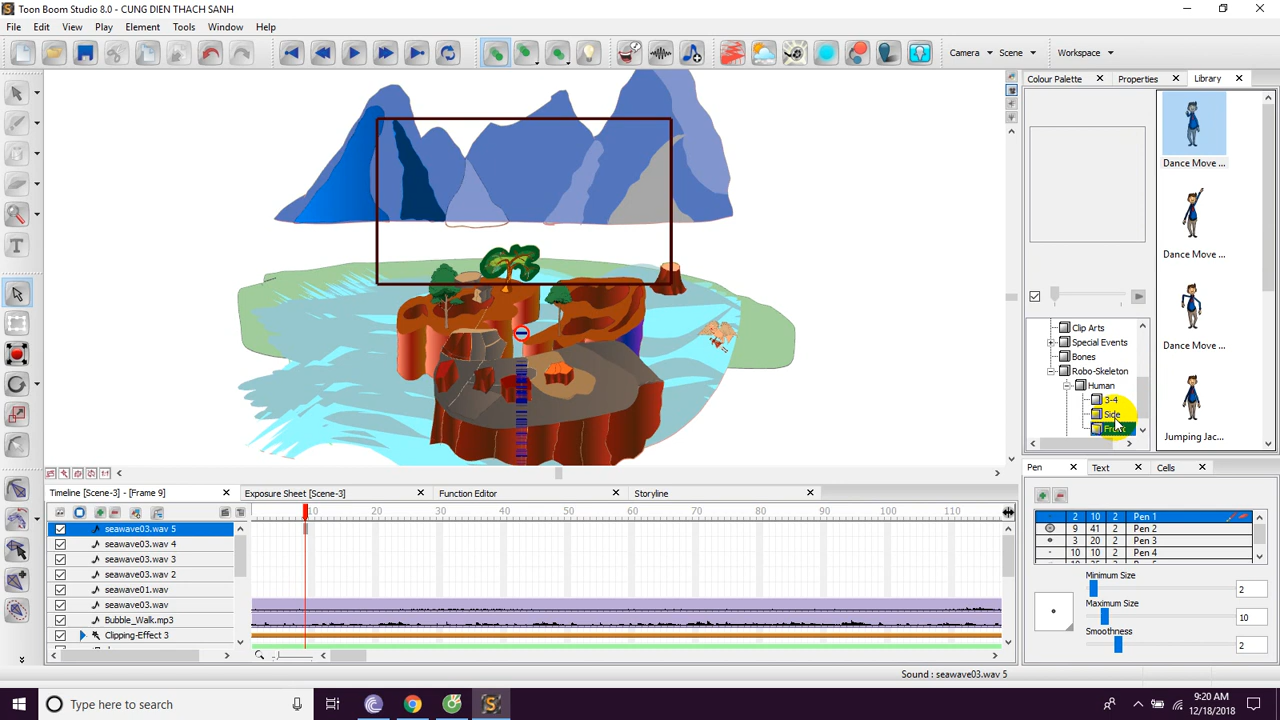 Toon Boom Studio 8.0 - CUNG DIEN THACH SANH
File Edit View Play Element Tools Window Help
Camera Scene Workspace
Colour Palette Properties Library
Dance Move ...
Dance Move ...
Dance Move ...
Jumping Jac...
Clip Arts
Special Events
Bones
Robo-Skeleton
Human
3-4
Side
Timeline [Scene-3] - [Frame 9] Exposure Sheet [Scene-3] Function Editor Storyline
10 20 30 40 50 60 70 80 90 100 110
seawave03.wav 5
seawave03.wav 4
seawave03.wav 3
seawave03.wav 2
seawave01.wav
seawave03.wav
Bubble_Walk.mp3
Clipping-Effect 3
Pen Text Cells
2 10 2 Pen 1
9 41 2 Pen 2
3 20 2 Pen 3
10 10 2 Pen 4
Minimum Size
2
Maximum Size
10
Smoothness
2
Sound : seawave03.wav 5
Type here to search
9:20 AM
12/18/2018